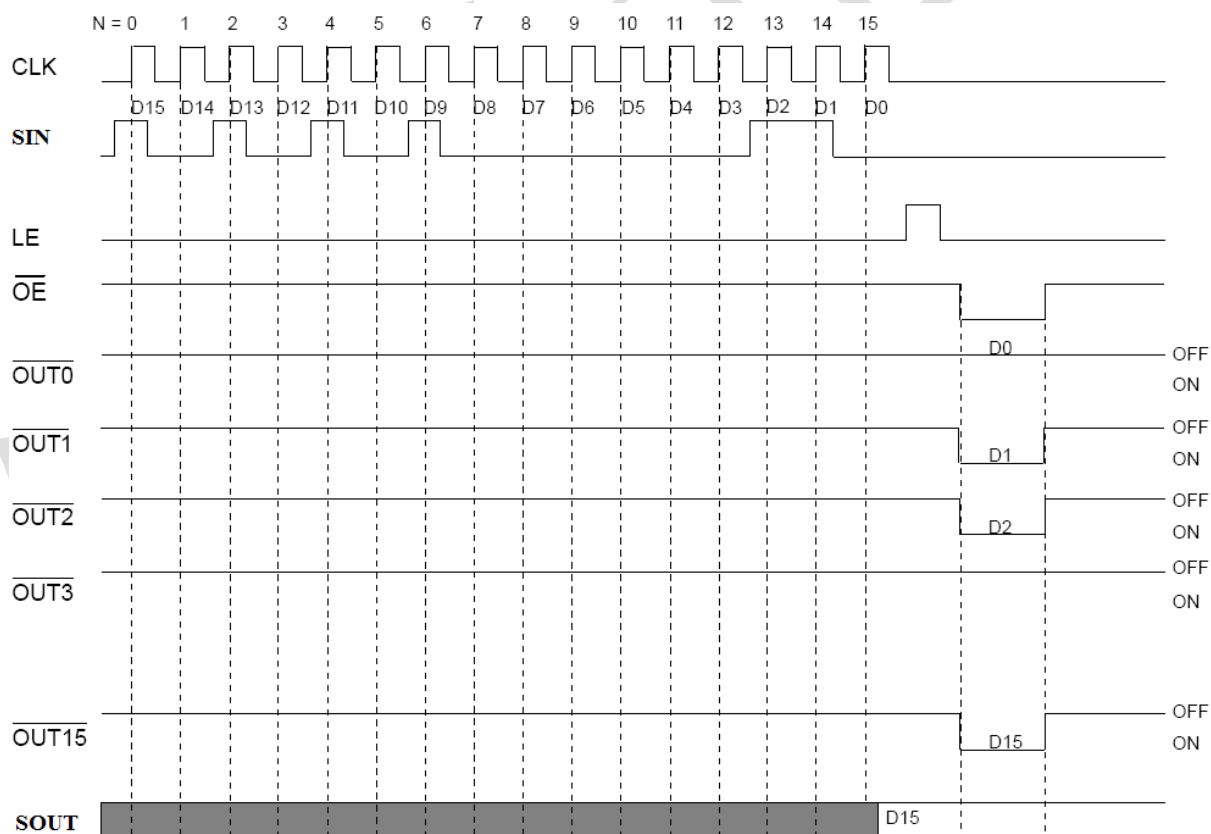 N = 0 1 2 3 4 5 6 7 8 9 10 11 12 13 14 15
CLK
D15 D14 D13 D12 D11 D10 D9 D8 D7 D6 D5 D4 D3 D2 D1 D0
SIN
LE
OE
D0
OFF
OUT0
ON
OFF
OUT1
D1
ON
OFF
OUT2
D2
ON
OFF
OUT3
ON
OFF
OUT15
D15
ON
SOUT
D15